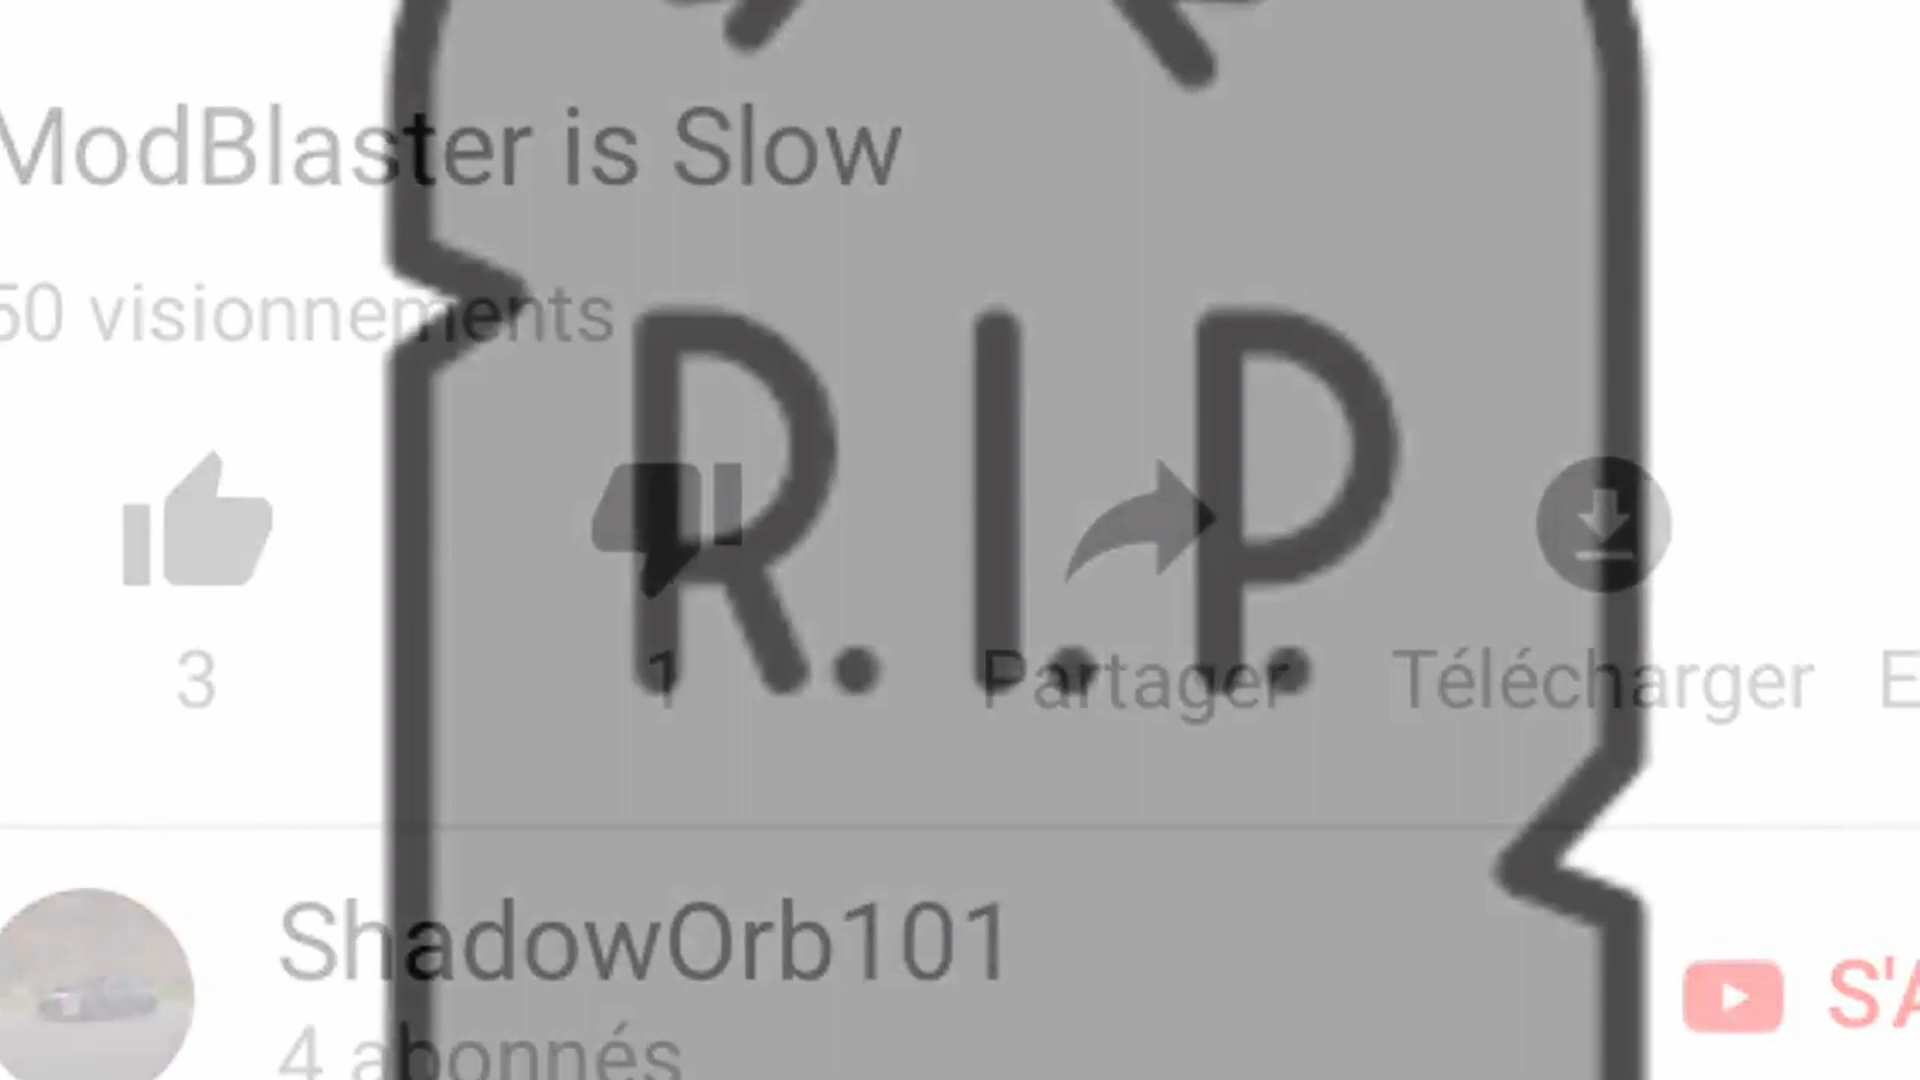 ModBlaster is Slow
50 visionnements
R.I.P.
3
1
Partager
Télécharger
ShadowOrb101
4 abonnés